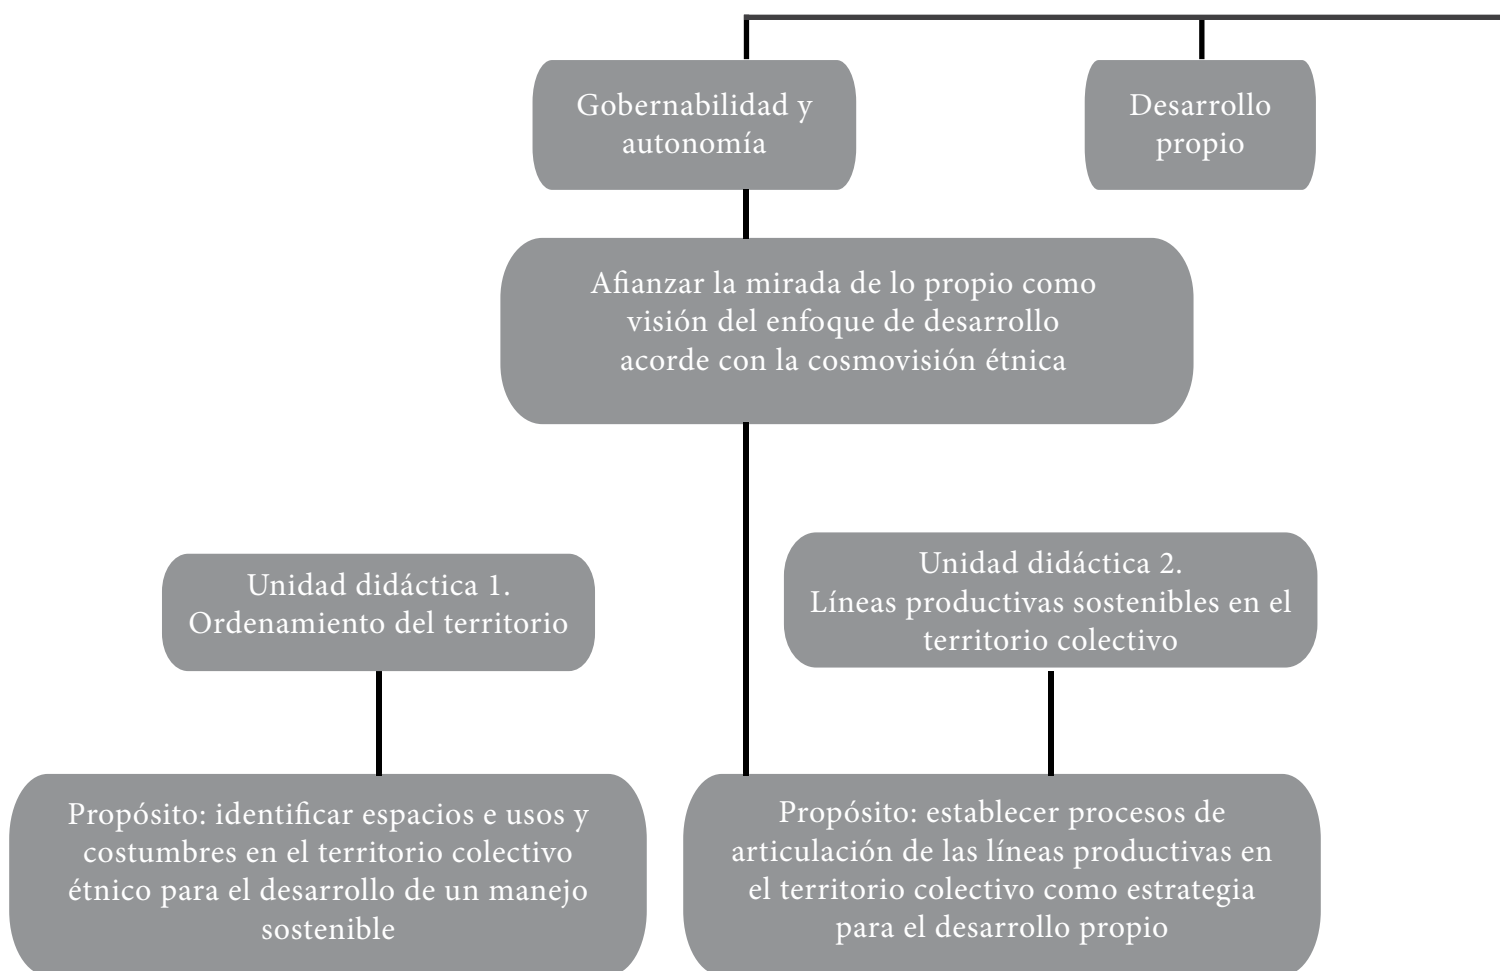 Gobernabilidad y
autonomía
Desarrollo
propio
Afianzar la mirada de lo propio como
visión del enfoque de desarrollo
acorde con la cosmovisión étnica
Unidad didáctica 1.
Ordenamiento del territorio
Unidad didáctica 2.
Líneas productivas sostenibles en el
territorio colectivo
Propósito: identificar espacios e usos y
costumbres en el territorio colectivo
étnico para el desarrollo de un manejo
sostenible
Propósito: establecer procesos de
articulación de las líneas productivas en
el territorio colectivo como estrategia
para el desarrollo propio